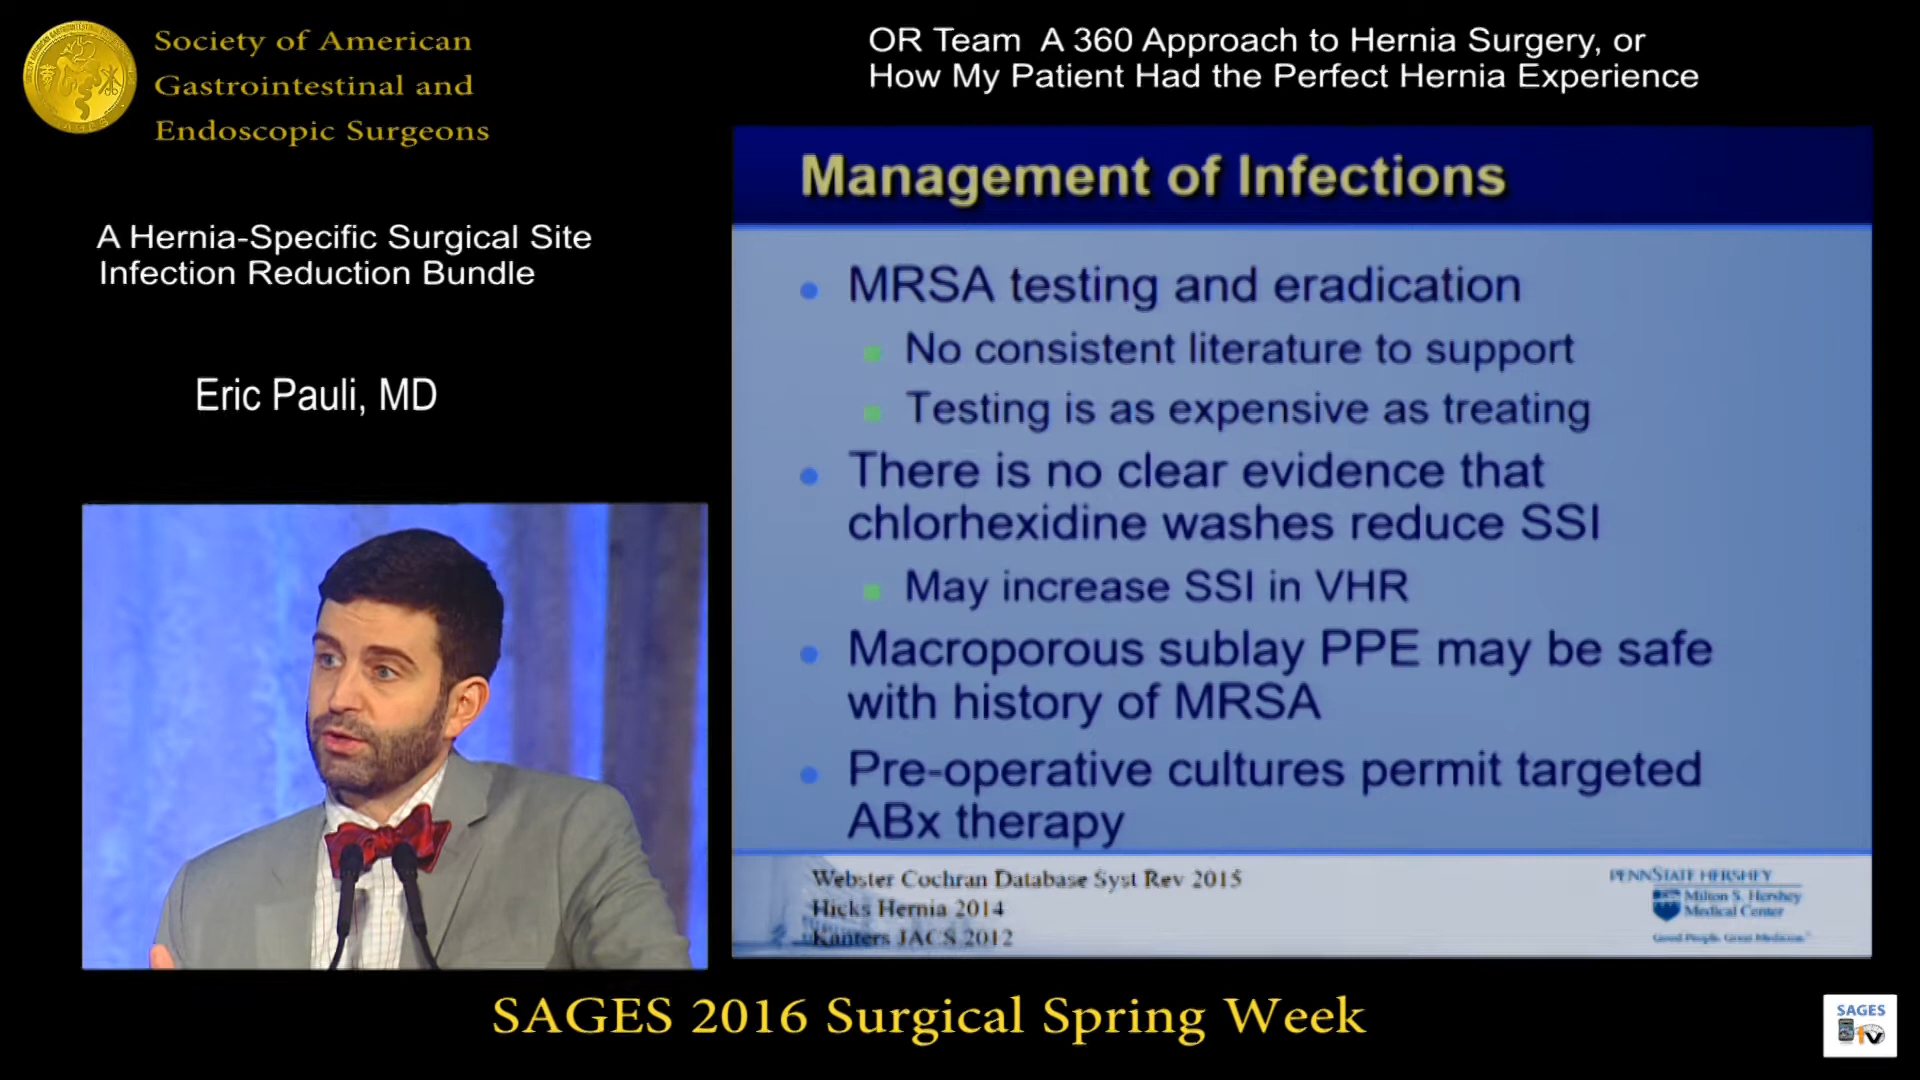 Society of American
Gastrointestinal and
Endoscopic Surgeons
OR Team A 360 Approach to Hernia Surgery, or
How My Patient Had the Perfect Hernia Experience
A Hernia-Specific Surgical Site
Infection Reduction Bundle
Eric Pauli, MD
Management of Infections
MRSA testing and eradication
No consistent literature to support
Testing is as expensive as treating
There is no clear evidence that
chlorhexidine washes reduce SSI
May increase SSI in VHR
Macroporous sublay PPE may be safe
with history of MRSA
Pre-operative cultures permit targeted
ABx therapy
Webster Cochran Database Syst Rev 2015
Hicks Hernia 2014
Kanters JACS 2012
PENNSTATE HERSHEY
Milton S. Hershey
Medical Center
Good People. Great Medicine.
SAGES 2016 Surgical Spring Week
SAGES
tv